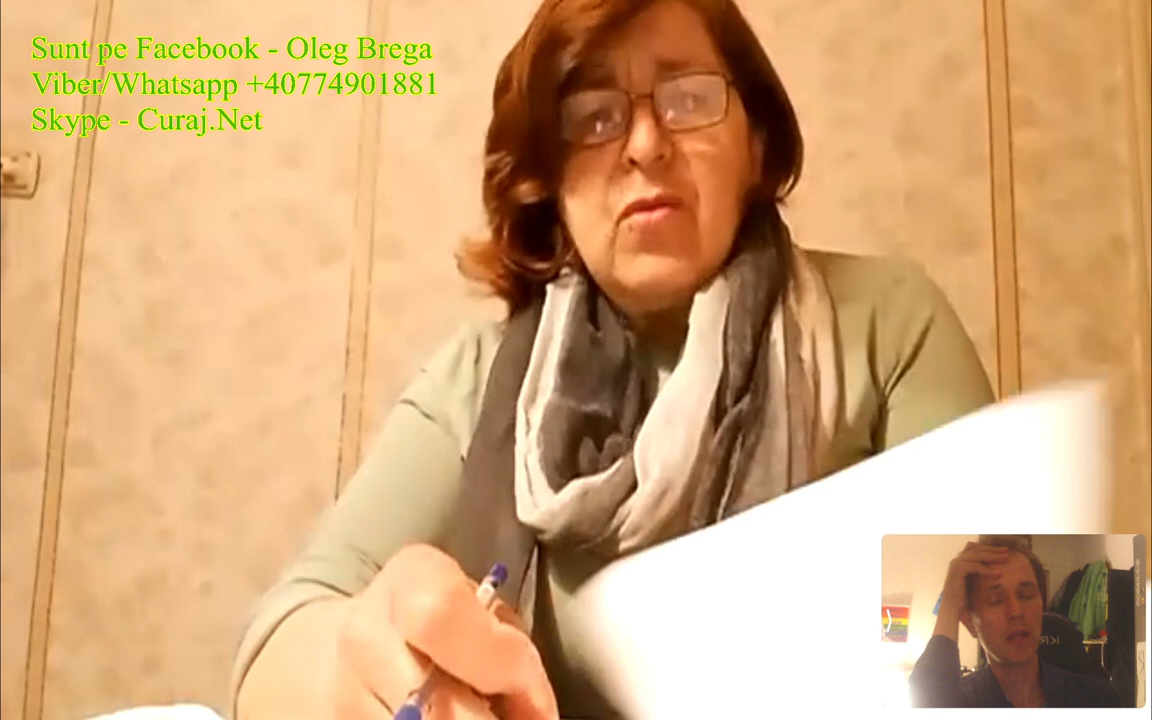 Sunt pe Facebook - Oleg Brega
Viber/Whatsapp +40774901881
Skype - Curaj.Net